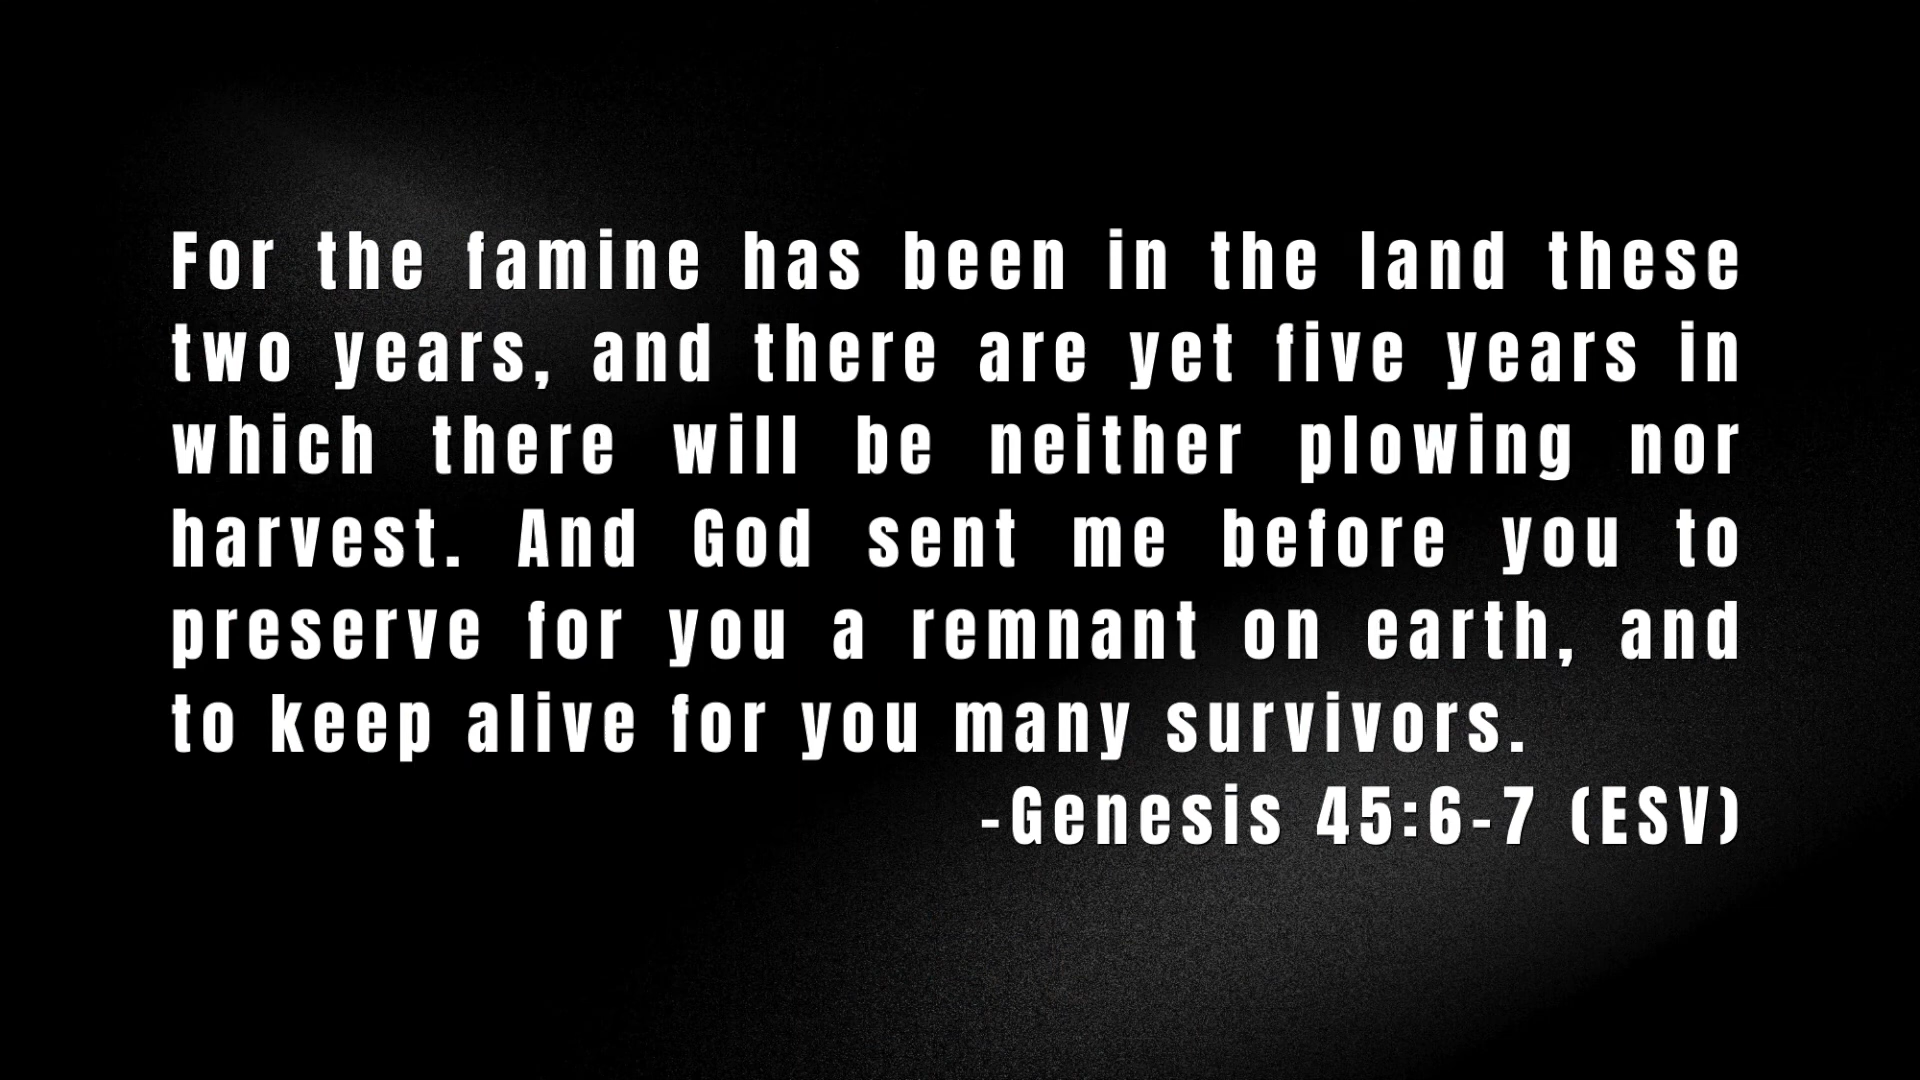 For the famine has been in the land these
two years, and there are yet five years in
which there will be neither plowing nor
harvest. And God sent me before you to
preserve for you a remnant on earth, and
to keep alive for you many survivors.
-Genesis 45:6-7 (ESV)